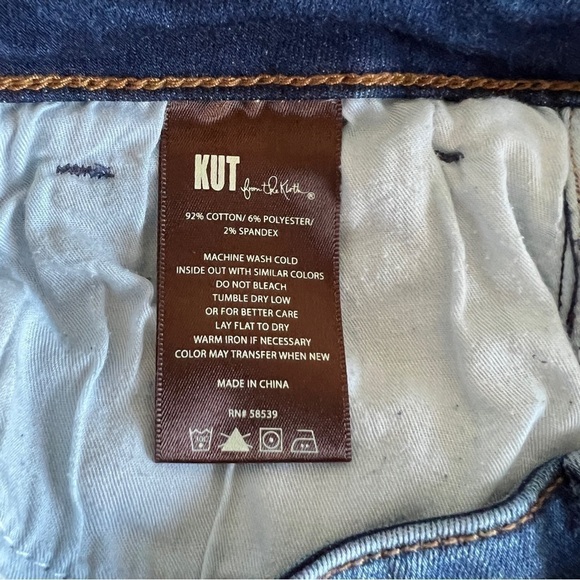 KUT from the Kloth ®
92% COTTON/ 6% POLYESTER/
2% SPANDEX
MACHINE WASH COLD
INSIDE OUT WITH SIMILAR COLORS
DO NOT BLEACH
TUMBLE DRY LOW
OR FOR BETTER CARE
LAY FLAT TO DRY
WARM IRON IF NECESSARY
COLOR MAY TRANSFER WHEN NEW
MADE IN CHINA
RN# 58539